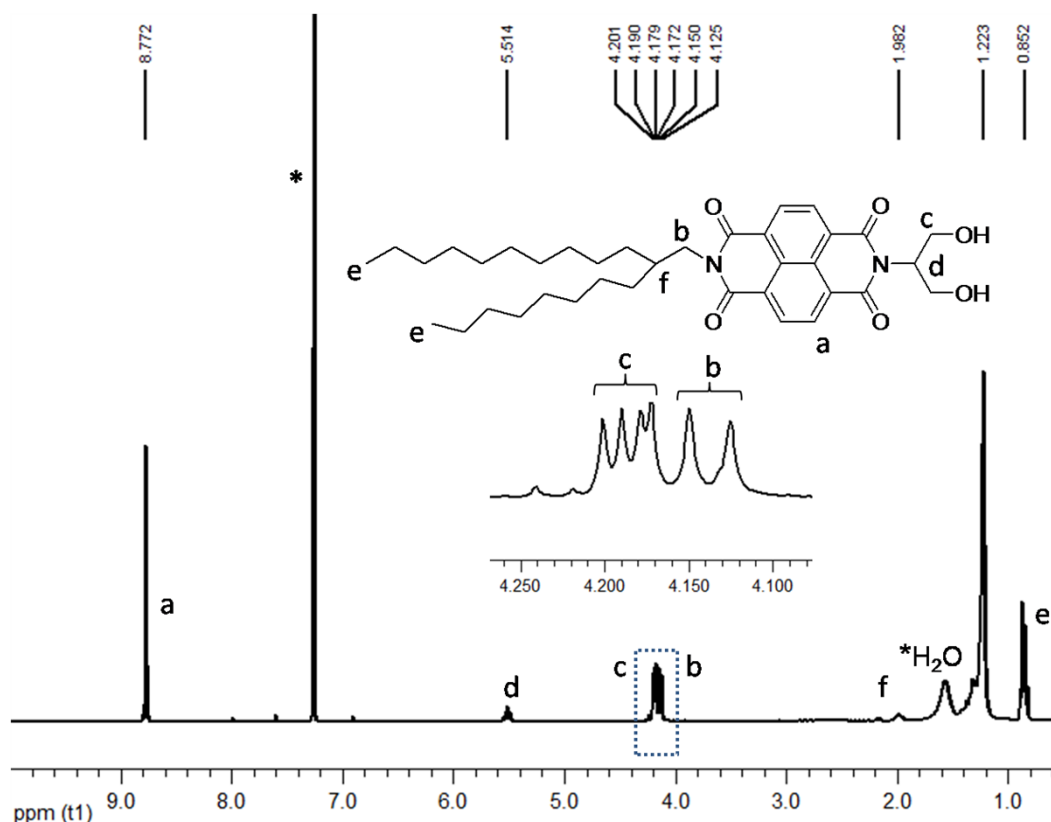 8.772
5.514
4.201
4.190
4.179
4.172
4.150
4.125
1.982
1.223
0.852
*
O
O
c
b
OH
e
N
N
d
f
OH
e
O
O
a
c
b
4.250 4.200 4.150 4.100
a
e
*H₂O
c
b
d
f
9.0 8.0 7.0 6.0 5.0 4.0 3.0 2.0 1.0
ppm (t1)